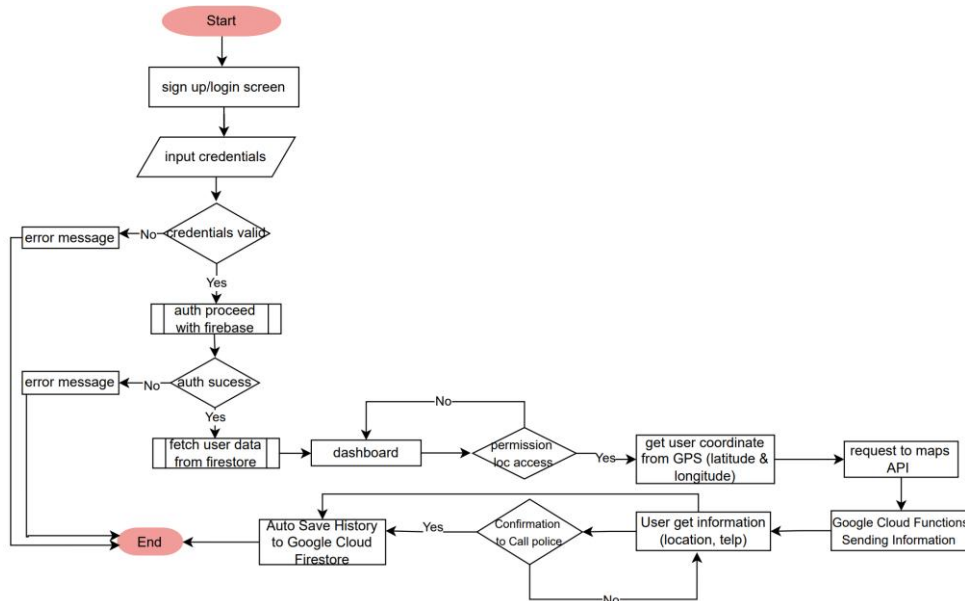 Start
sign up/login screen
input credentials
credentials valid
No
error message
Yes
auth proceed
with firebase
auth sucess
No
error message
Yes
fetch user data
from firestore
dashboard
No
permission
loc access
Yes
get user coordinate
from GPS (latitude &
longitude)
request to maps
API
Google Cloud Functions
Sending Information
User get information
(location, telp)
Confirmation
to Call police
No
Yes
Auto Save History
to Google Cloud
Firestore
End